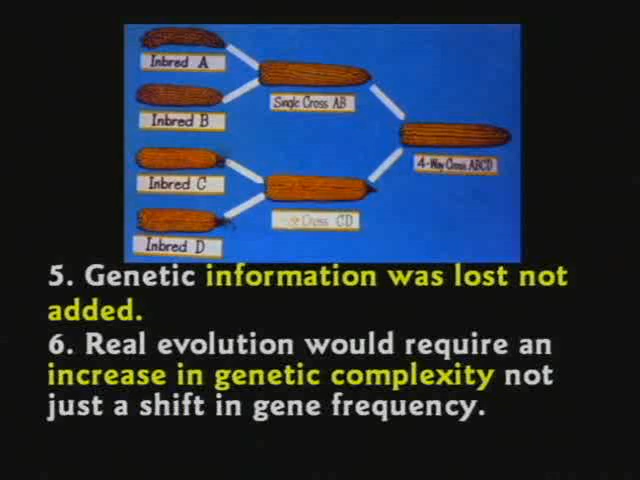 Inbred A
Inbred B
Single Cross AB
4-Way Cross ABCD
Inbred C
Cross CD
Inbred D
5. Genetic information was lost not
added.
6. Real evolution would require an
increase in genetic complexity not
just a shift in gene frequency.